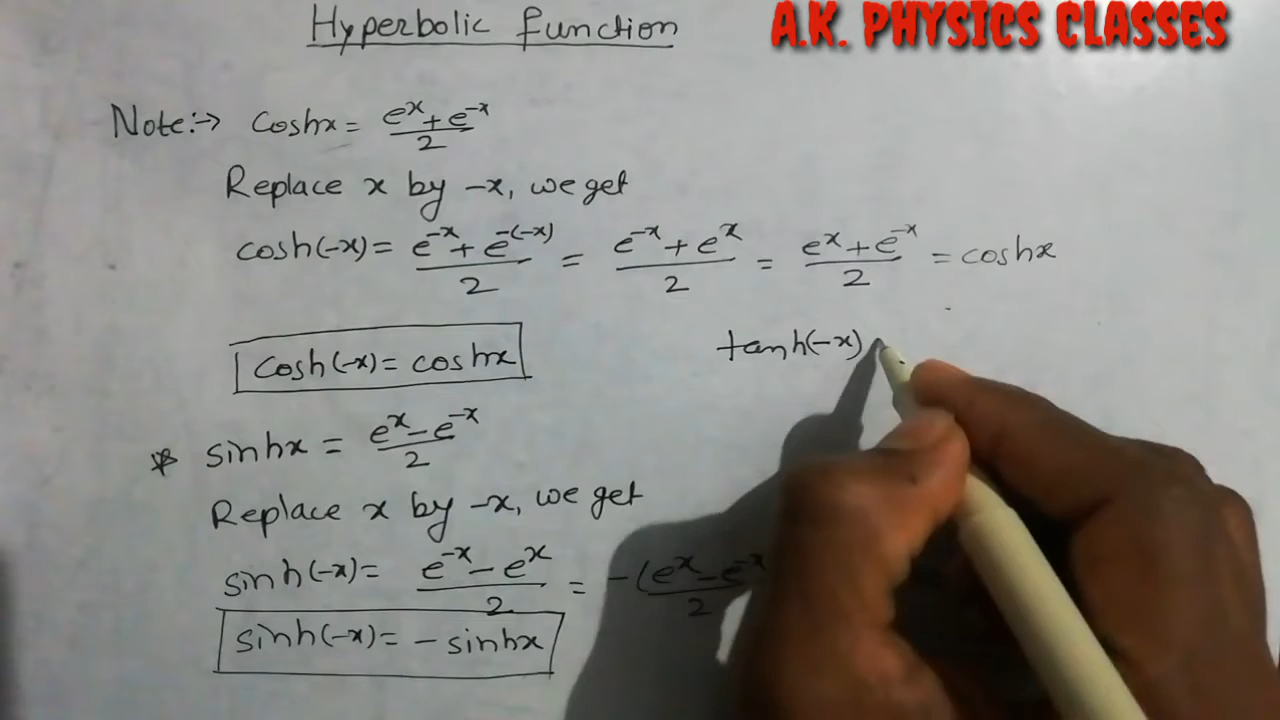 Hyperbolic function
A.K. PHYSICS CLASSES
Note:→ coshx = (e^x + e^-x)/2
Replace x by -x, we get
cosh(-x) = (e^-x + e^-(-x))/2 = (e^-x + e^x)/2 = (e^x + e^-x)/2 = coshx
cosh(-x) = coshx
tanh(-x)
* sinhx = (e^x - e^-x)/2
Replace x by -x, we get
sinh(-x) = (e^-x - e^x)/2 = -(e^x - e^-x)/2
sinh(-x) = - sinhx